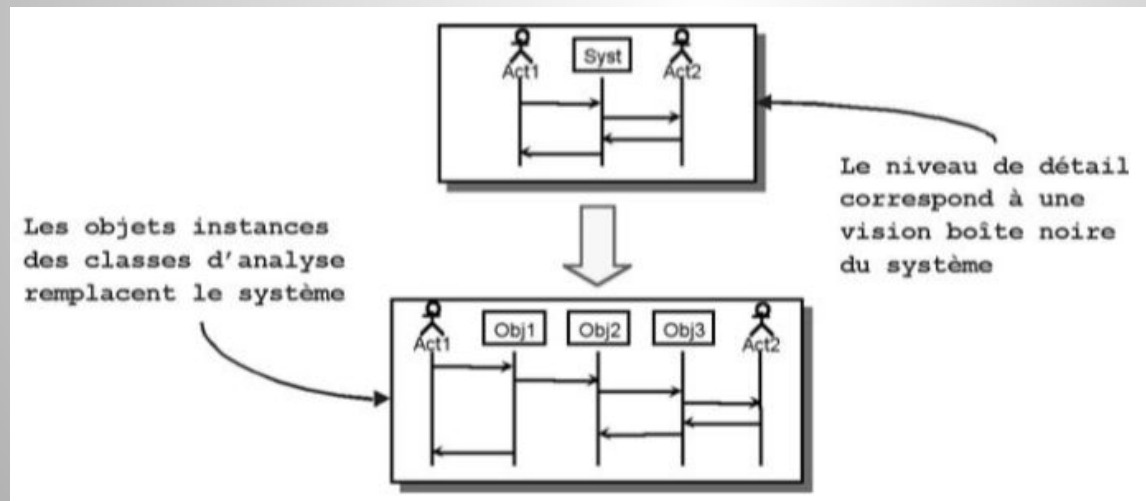 Act1 Syst Act2
Le niveau de détail
correspond à une
vision boîte noire
du système
Les objets instances
des classes d'analyse
remplacent le système
Act1 Obj1 Obj2 Obj3 Act2